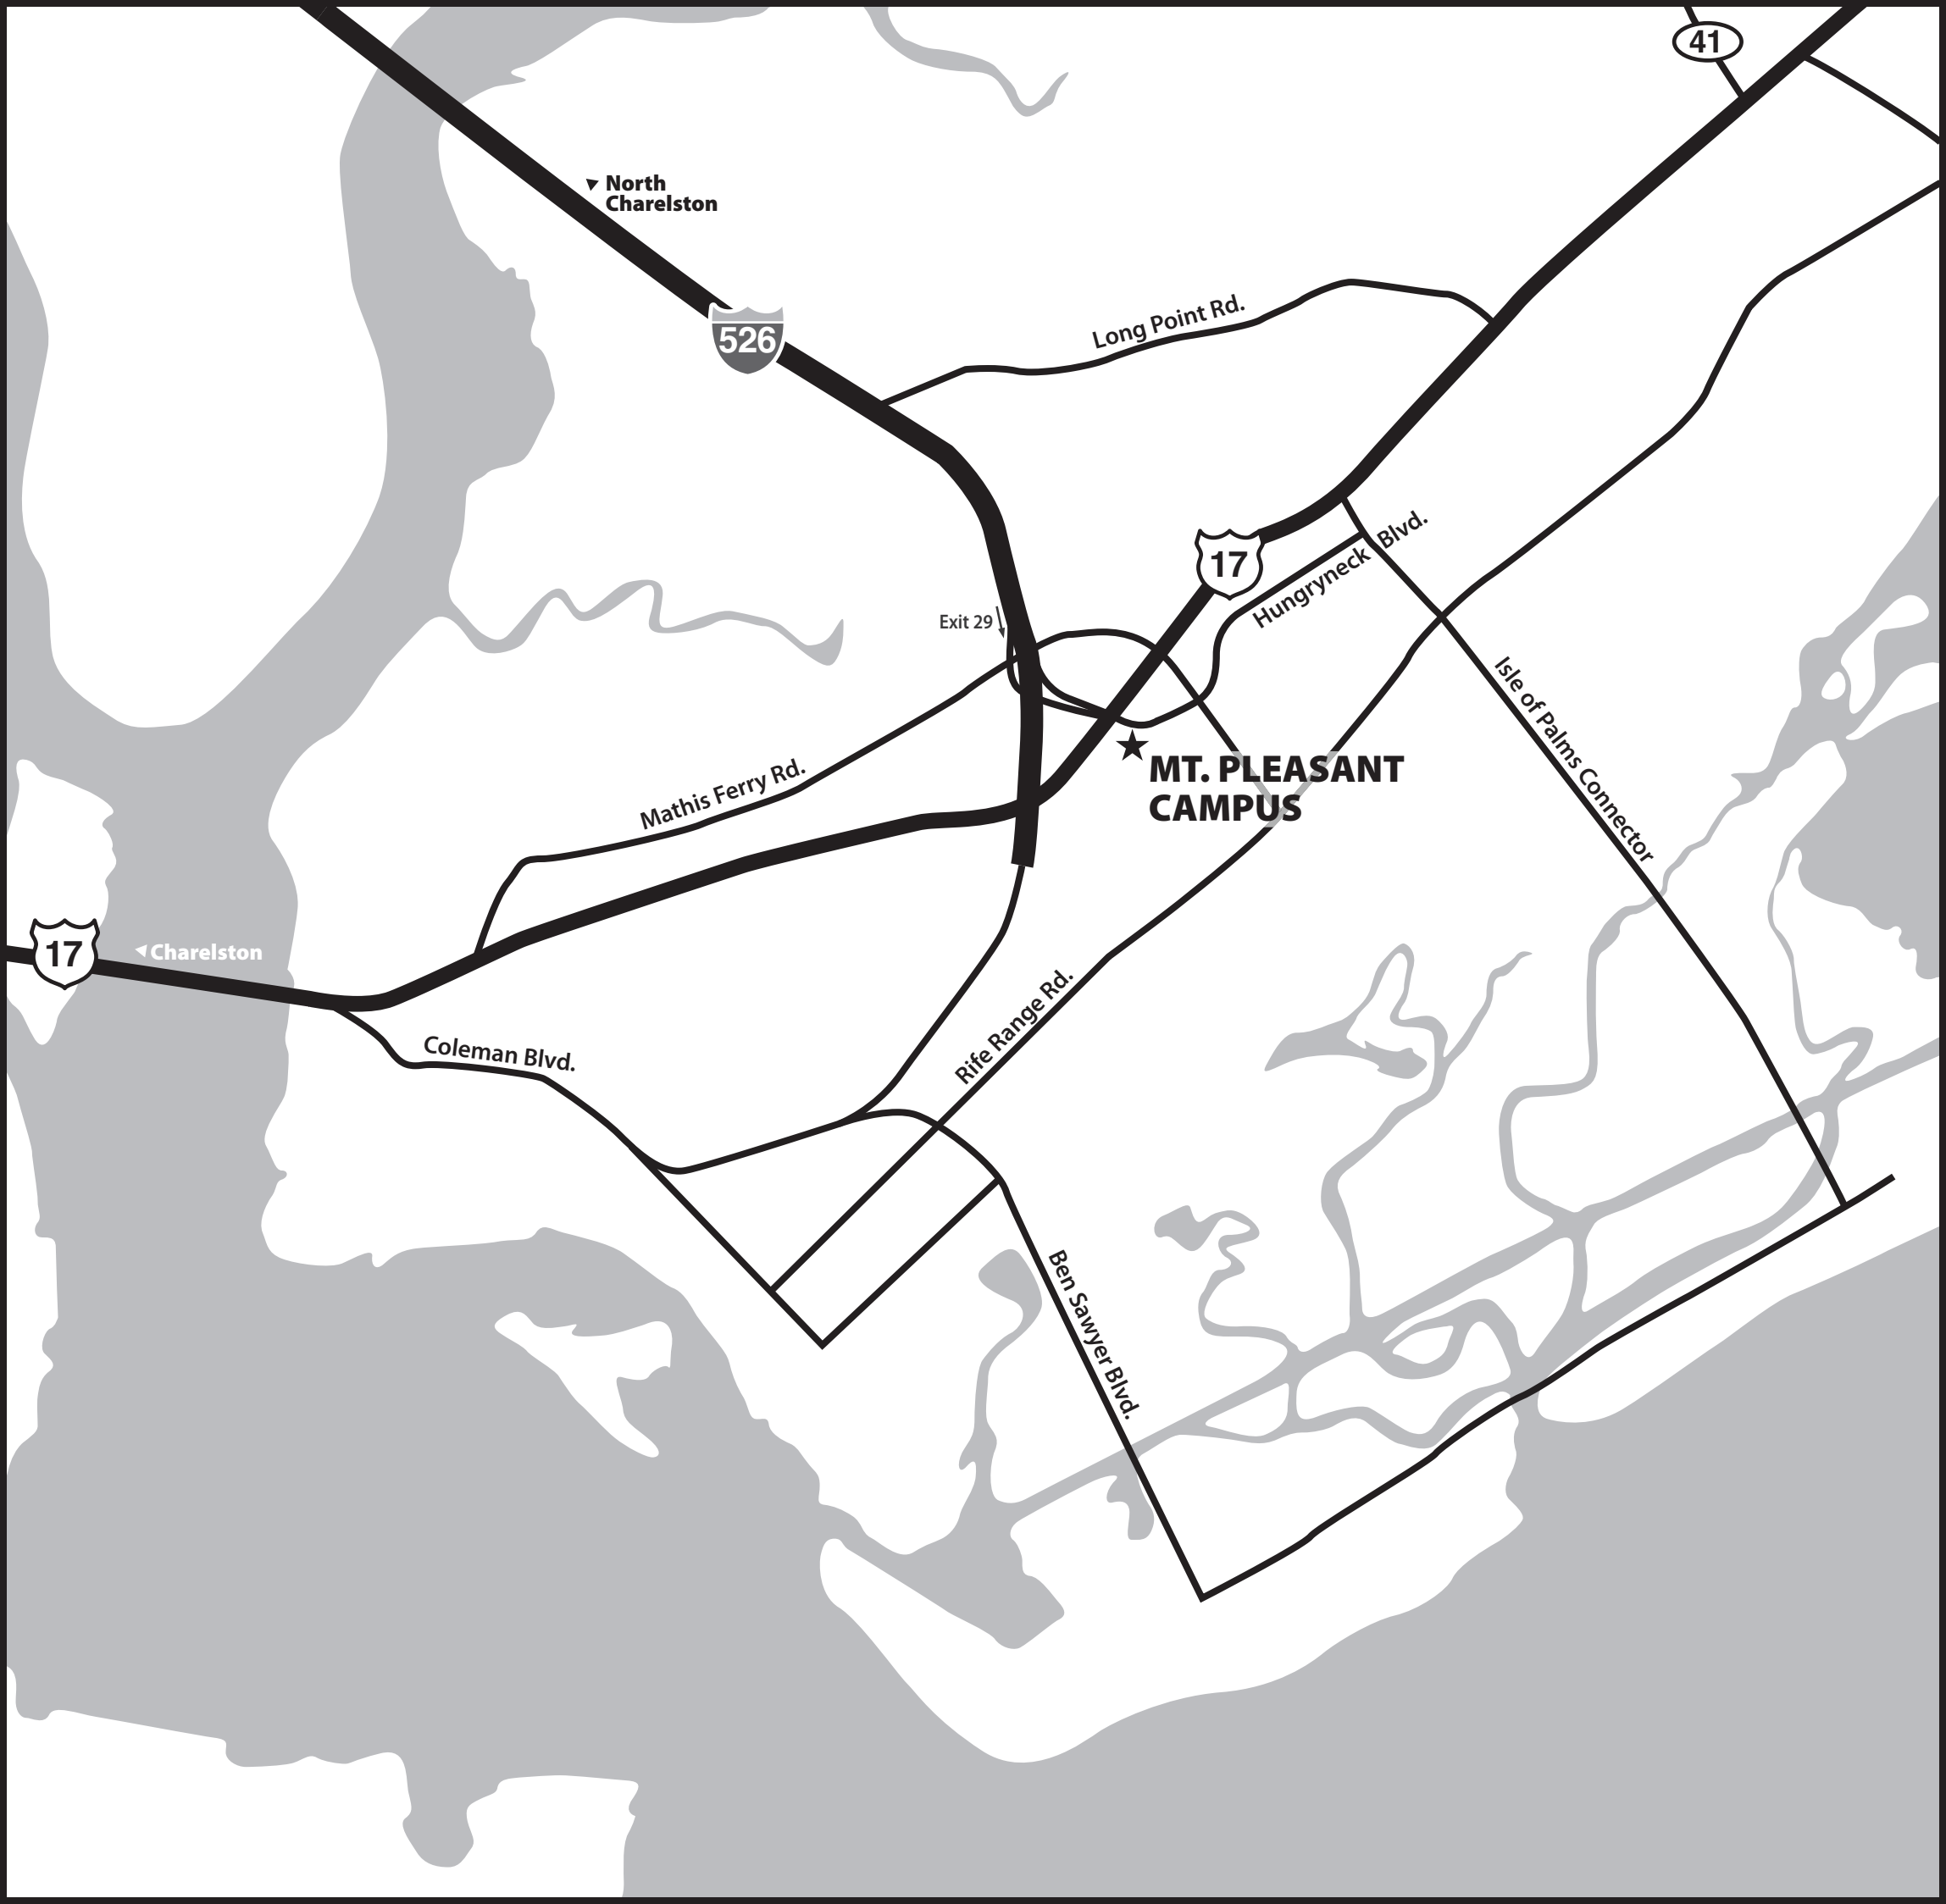 41
North
Charelston
526
Long Point Rd.
17
Hungryneck Blvd.
Exit 29
Isle of Palms Connector
MT. PLEASANT
CAMPUS
Mathis Ferry Rd.
17
Charelston
Rife Range Rd.
Coleman Blvd.
Ben Sawyer Blvd.